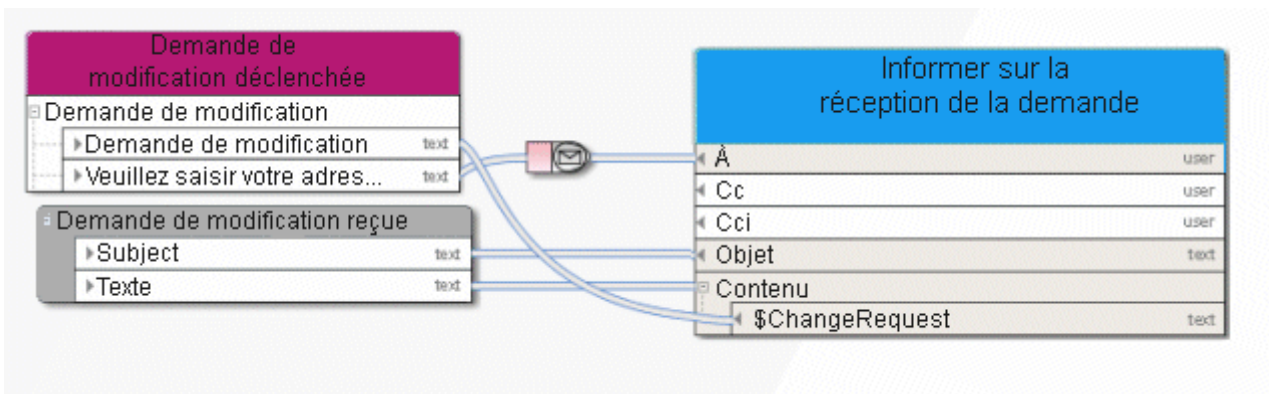 Demande de
modification déclenchée
Demande de modification
Demande de modification text
Veuillez saisir votre adres... text
Demande de modification reçue
Subject text
Texte text
Informer sur la
réception de la demande
À user
Cc user
Cci user
Objet text
Contenu
$ChangeRequest text